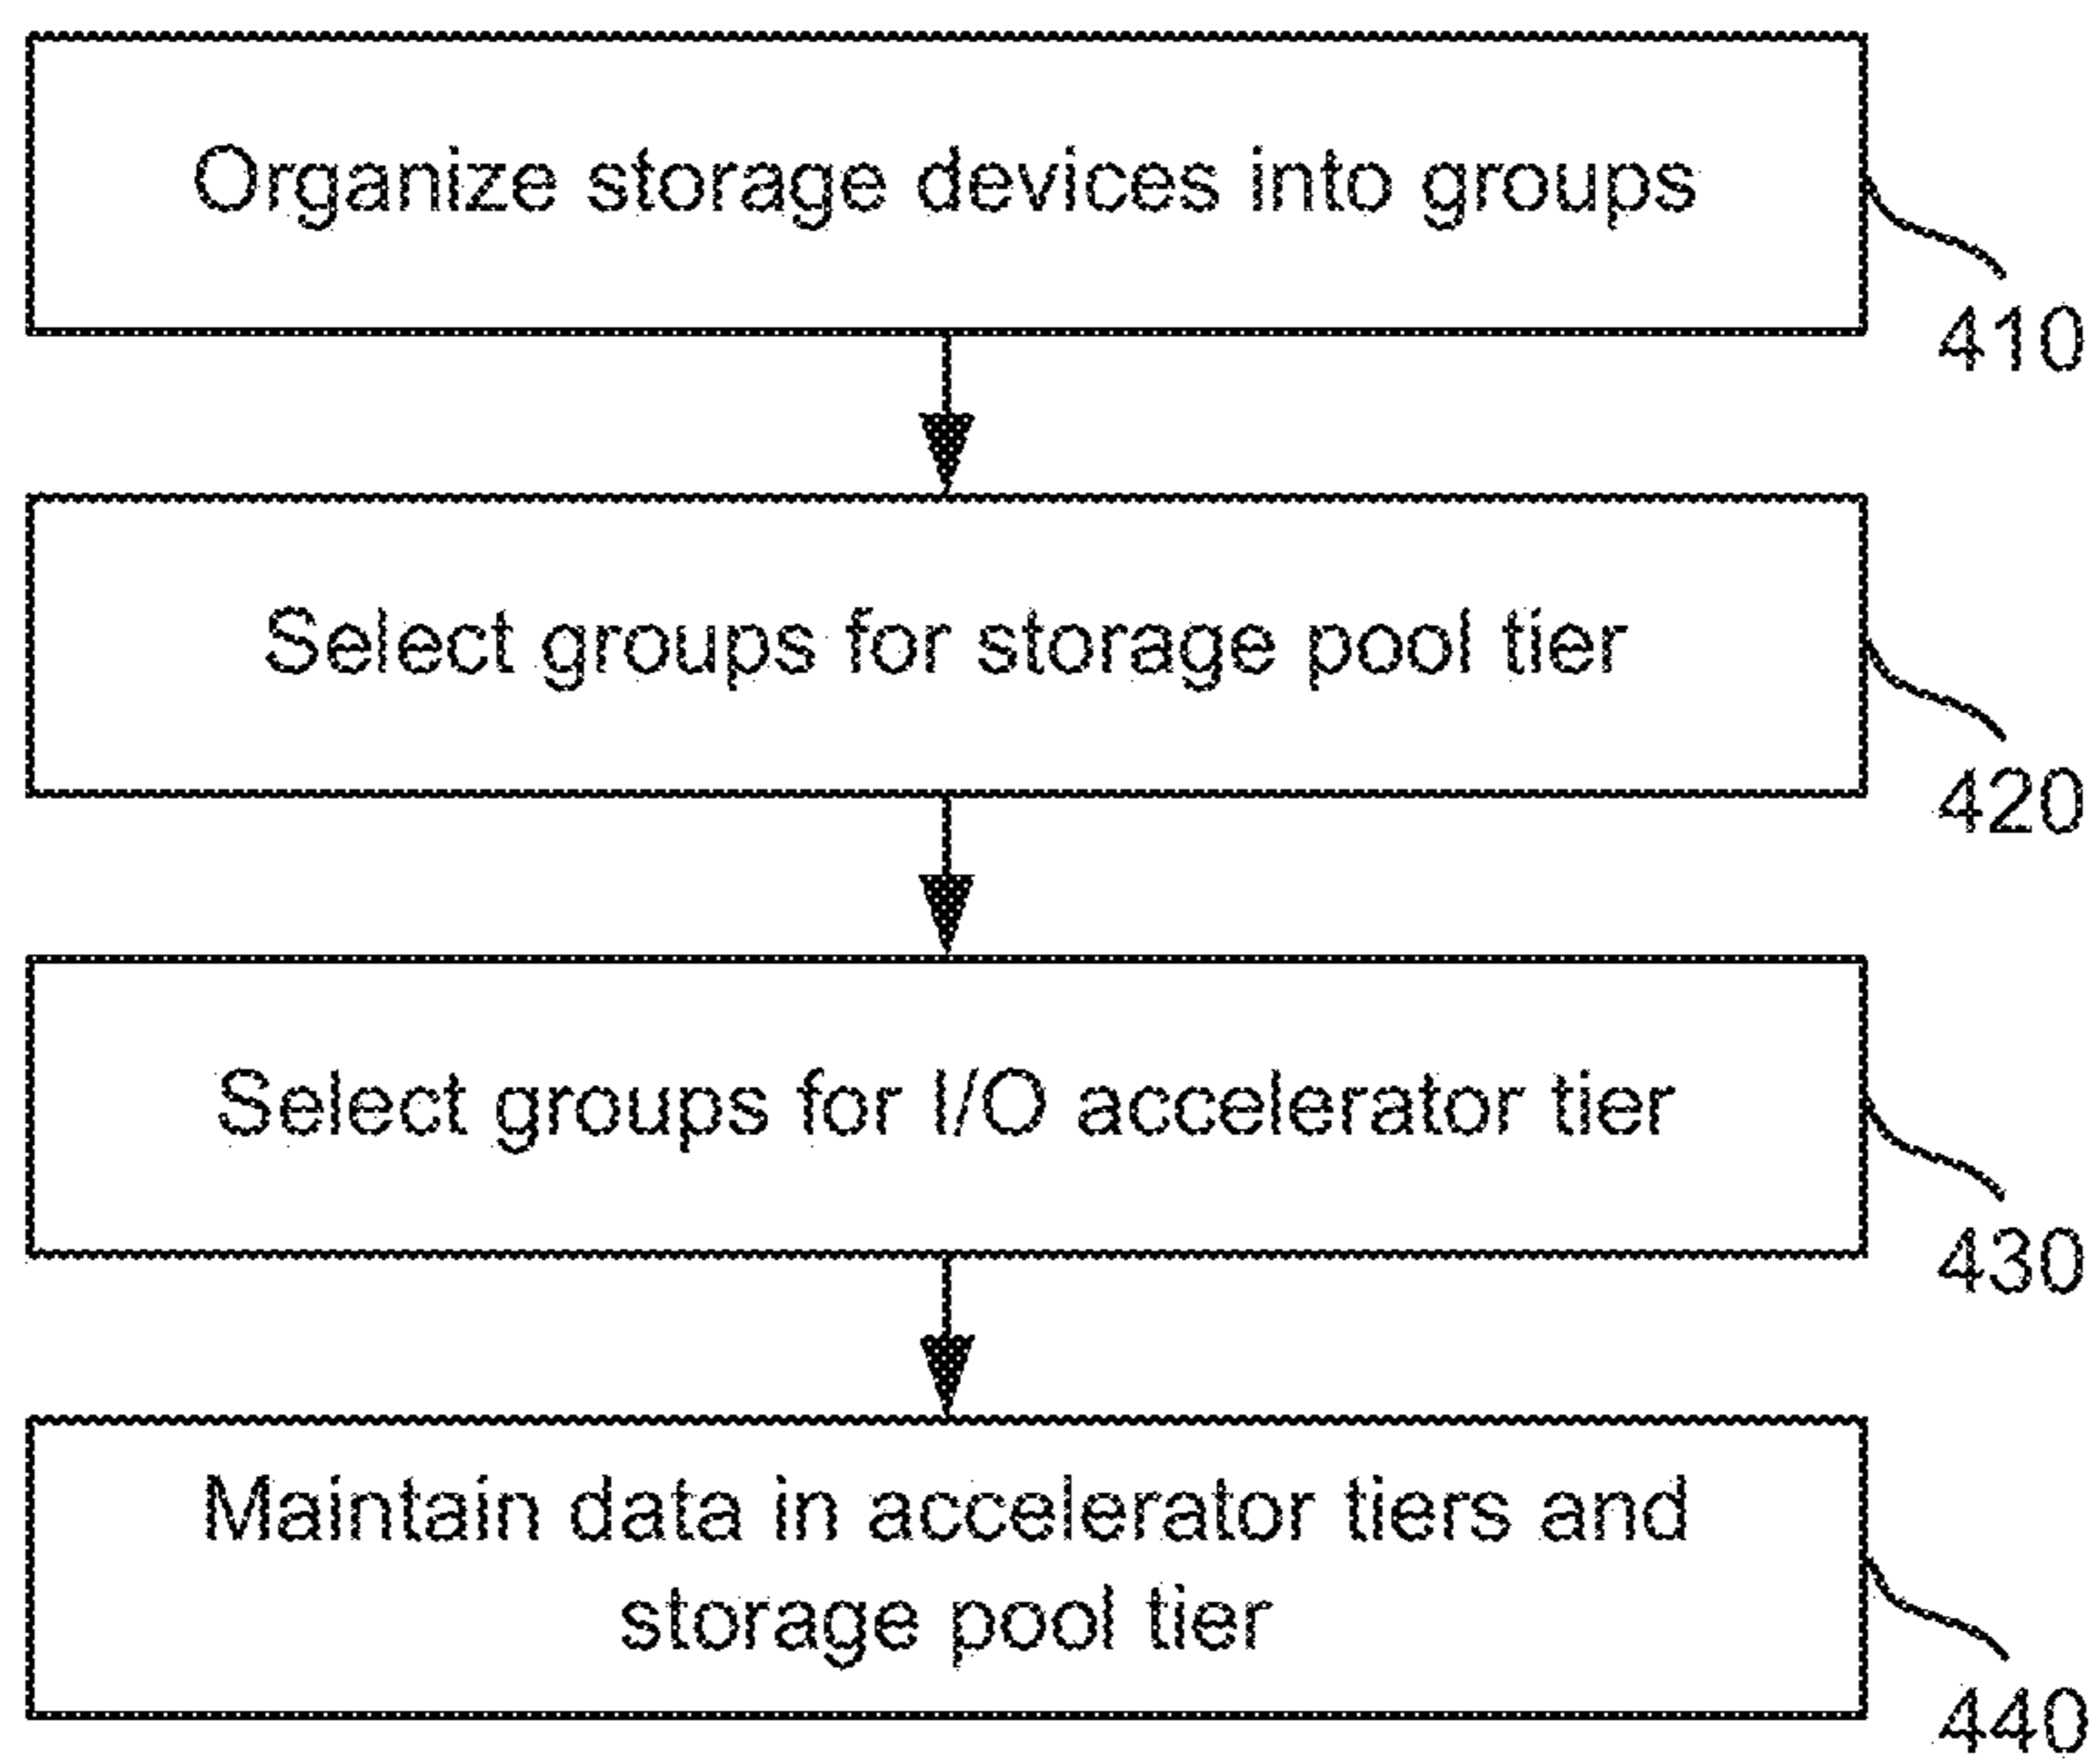 Organize storage devices into groups
410
Select groups for storage pool tier
420
Select groups for I/O accelerator tier
430
Maintain data in accelerator tiers and
storage pool tier
440